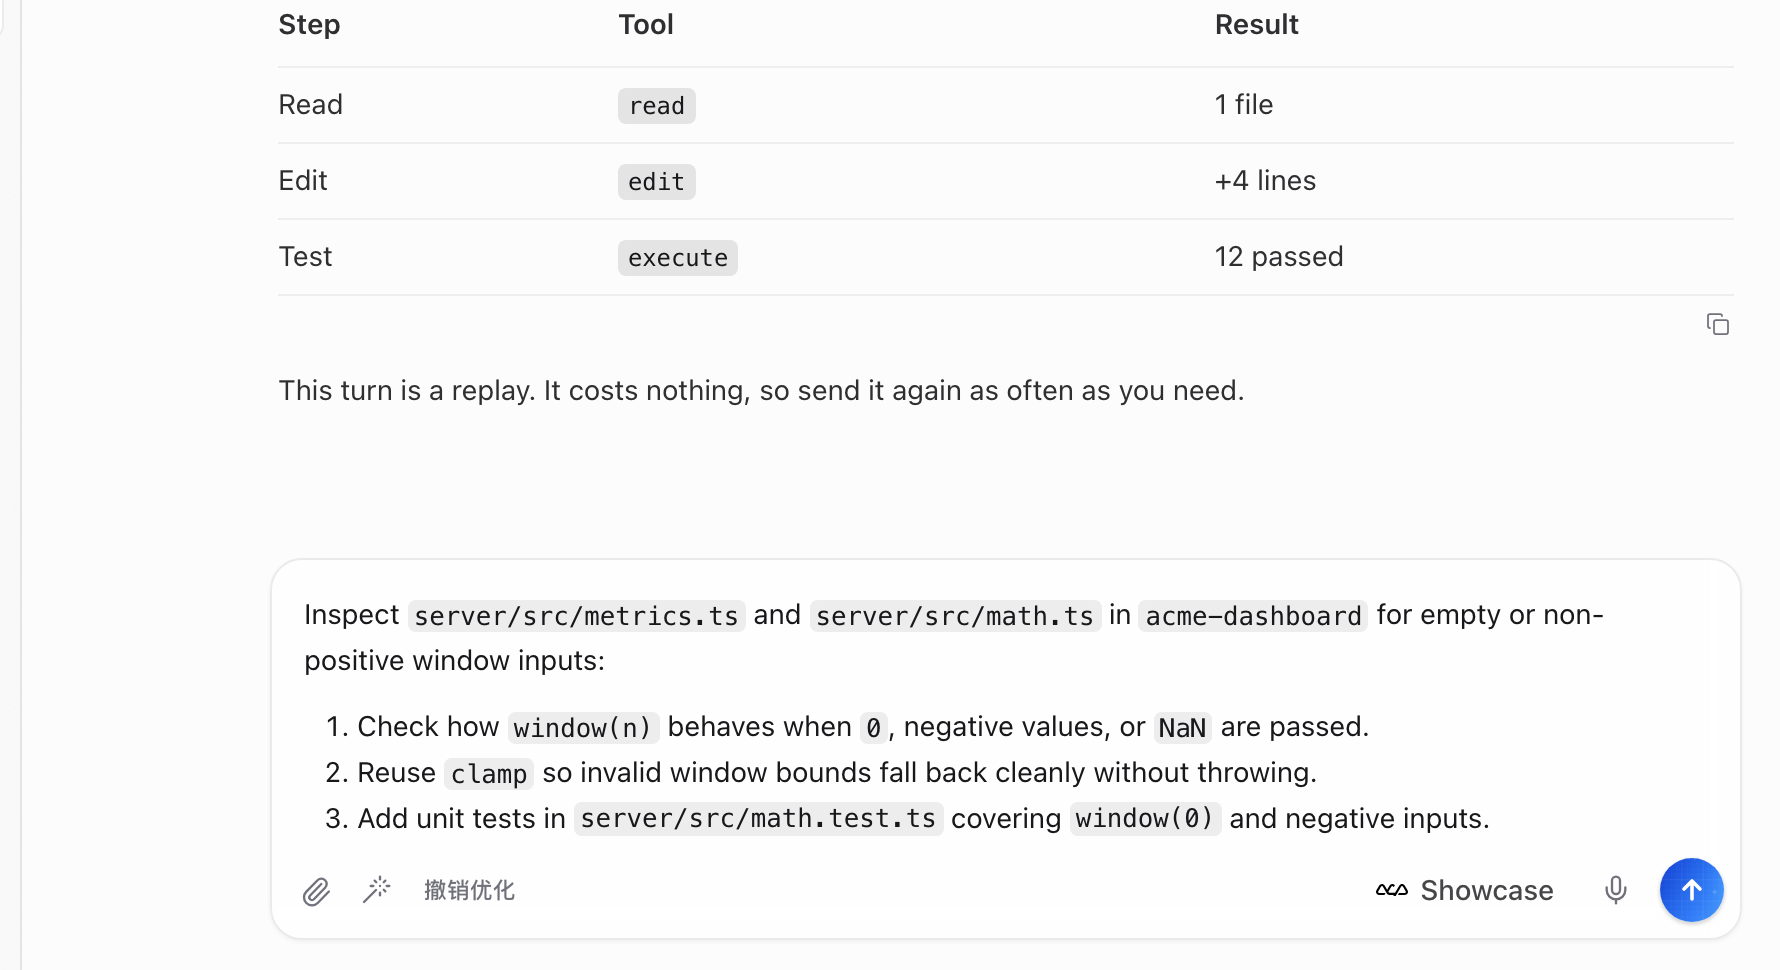 Step Tool Result
Read read 1 file
Edit edit +4 lines
Test execute 12 passed
This turn is a replay. It costs nothing, so send it again as often as you need.
Inspect server/src/metrics.ts and server/src/math.ts in acme-dashboard for empty or non-
positive window inputs:
1. Check how window(n) behaves when 0, negative values, or NaN are passed.
2. Reuse clamp so invalid window bounds fall back cleanly without throwing.
3. Add unit tests in server/src/math.test.ts covering window(0) and negative inputs.
撤销优化 Showcase